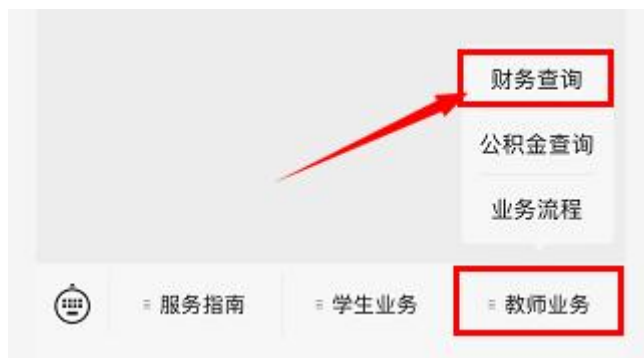 财务查询
公积金查询
业务流程
服务指南
学生业务
教师业务